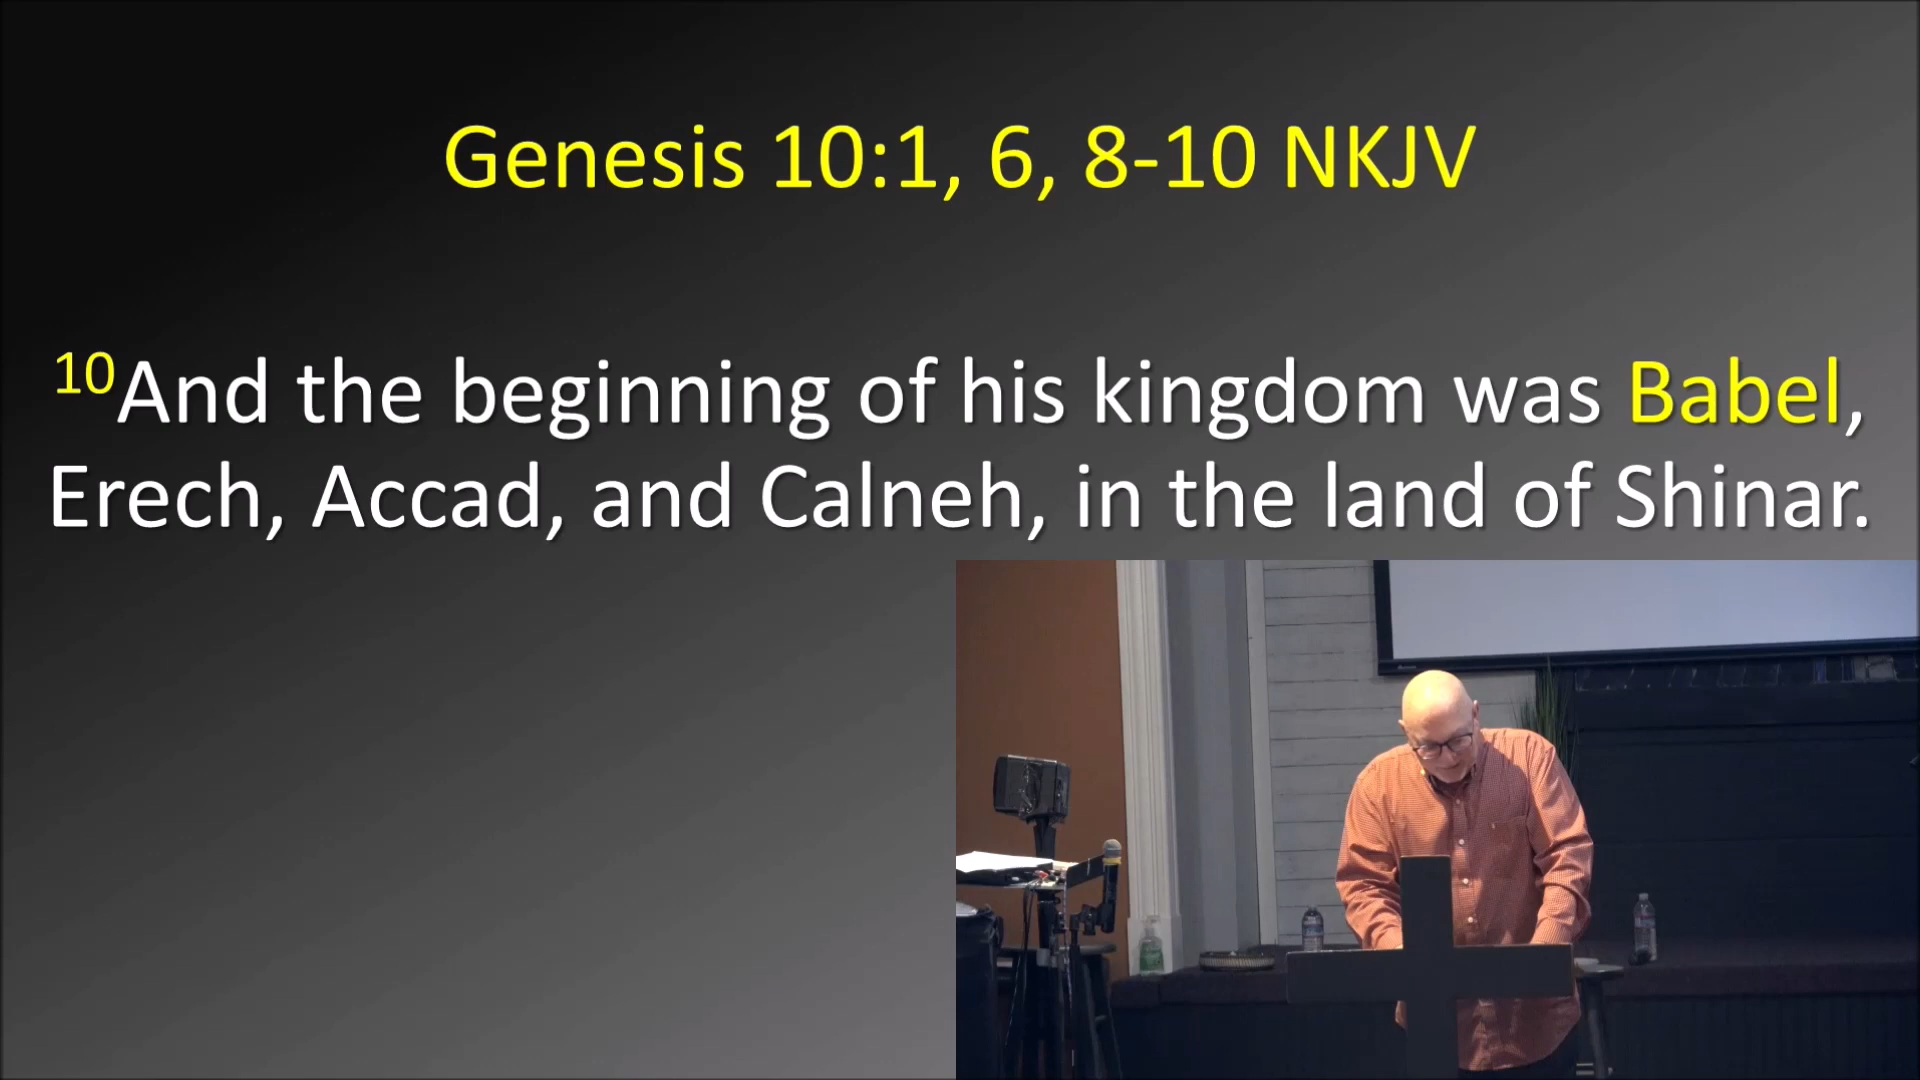 Genesis 10:1, 6, 8-10 NKJV
10And the beginning of his kingdom was Babel,
Erech, Accad, and Calneh, in the land of Shinar.